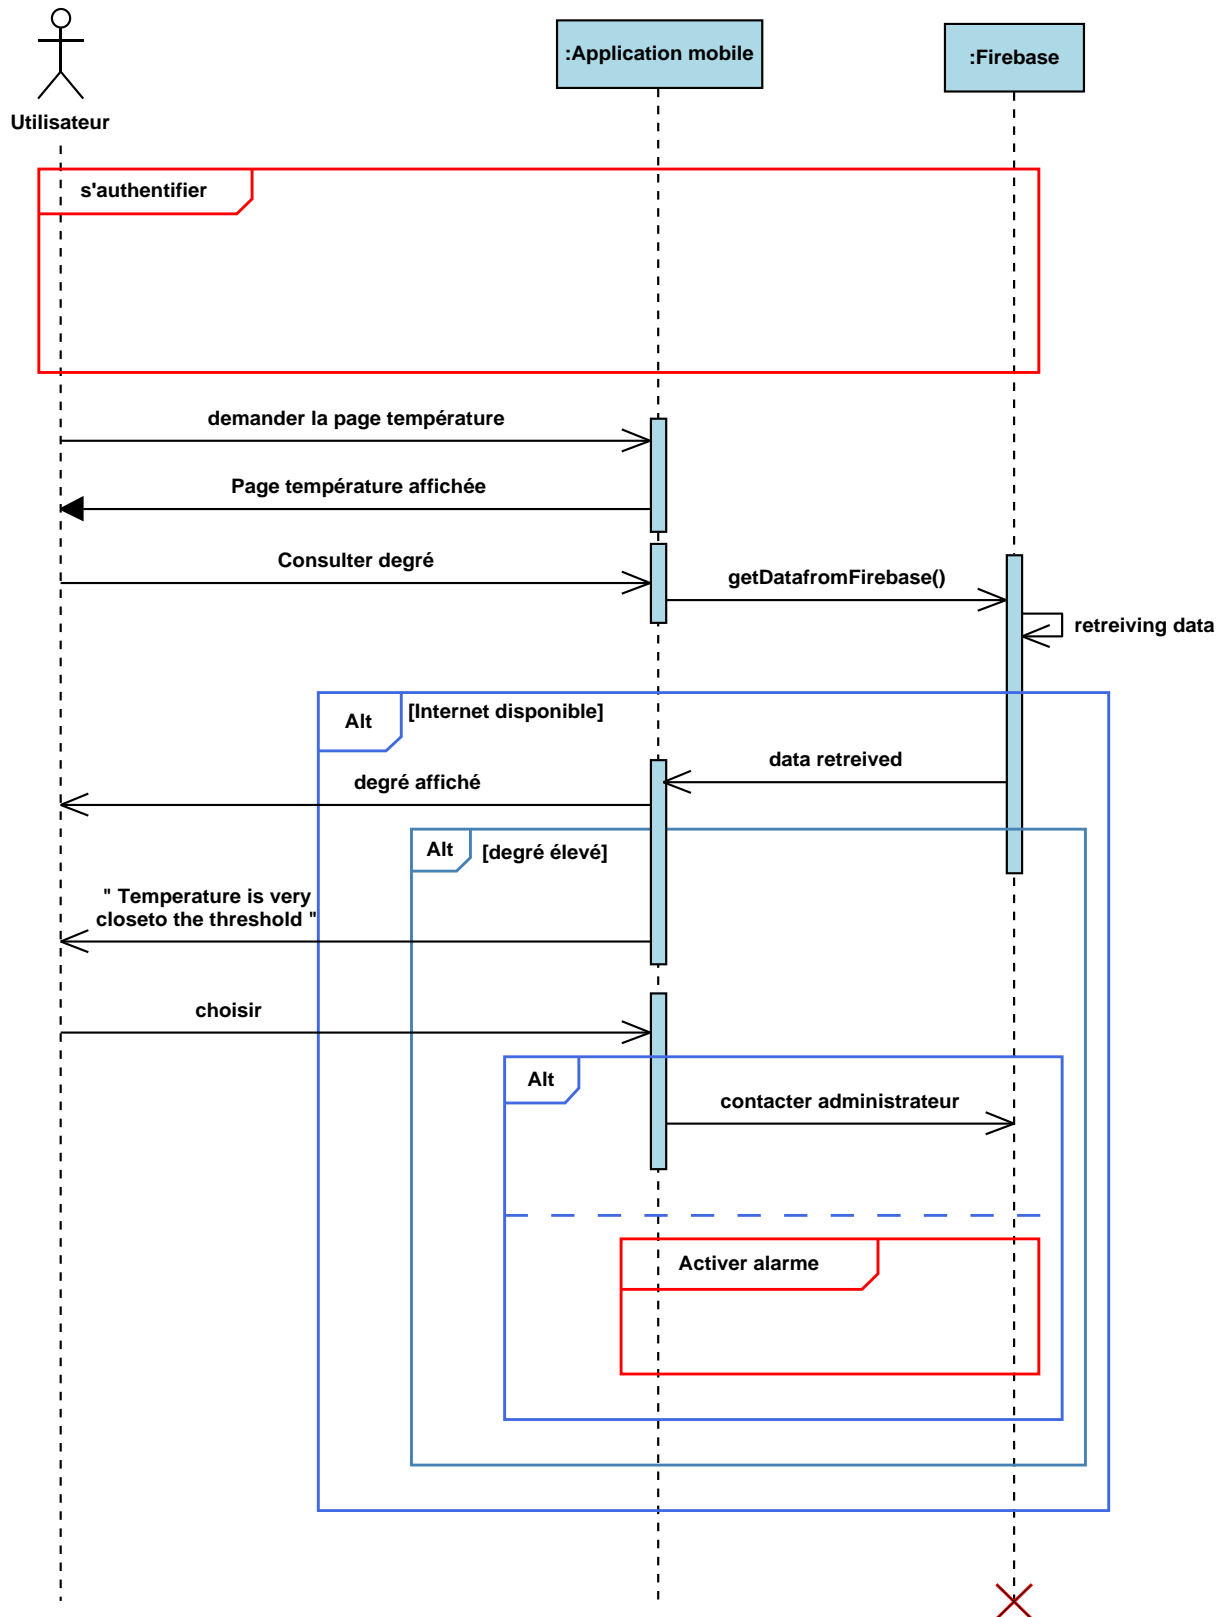 :Application mobile
:Firebase
Utilisateur
s'authentifier
demander la page température
Page température affichée
Consulter degré
getDatafromFirebase()
retreiving data
Alt
[Internet disponible]
data retreived
degré affiché
Alt
[degré élevé]
" Temperature is very
closeto the threshold "
choisir
Alt
contacter administrateur
Activer alarme